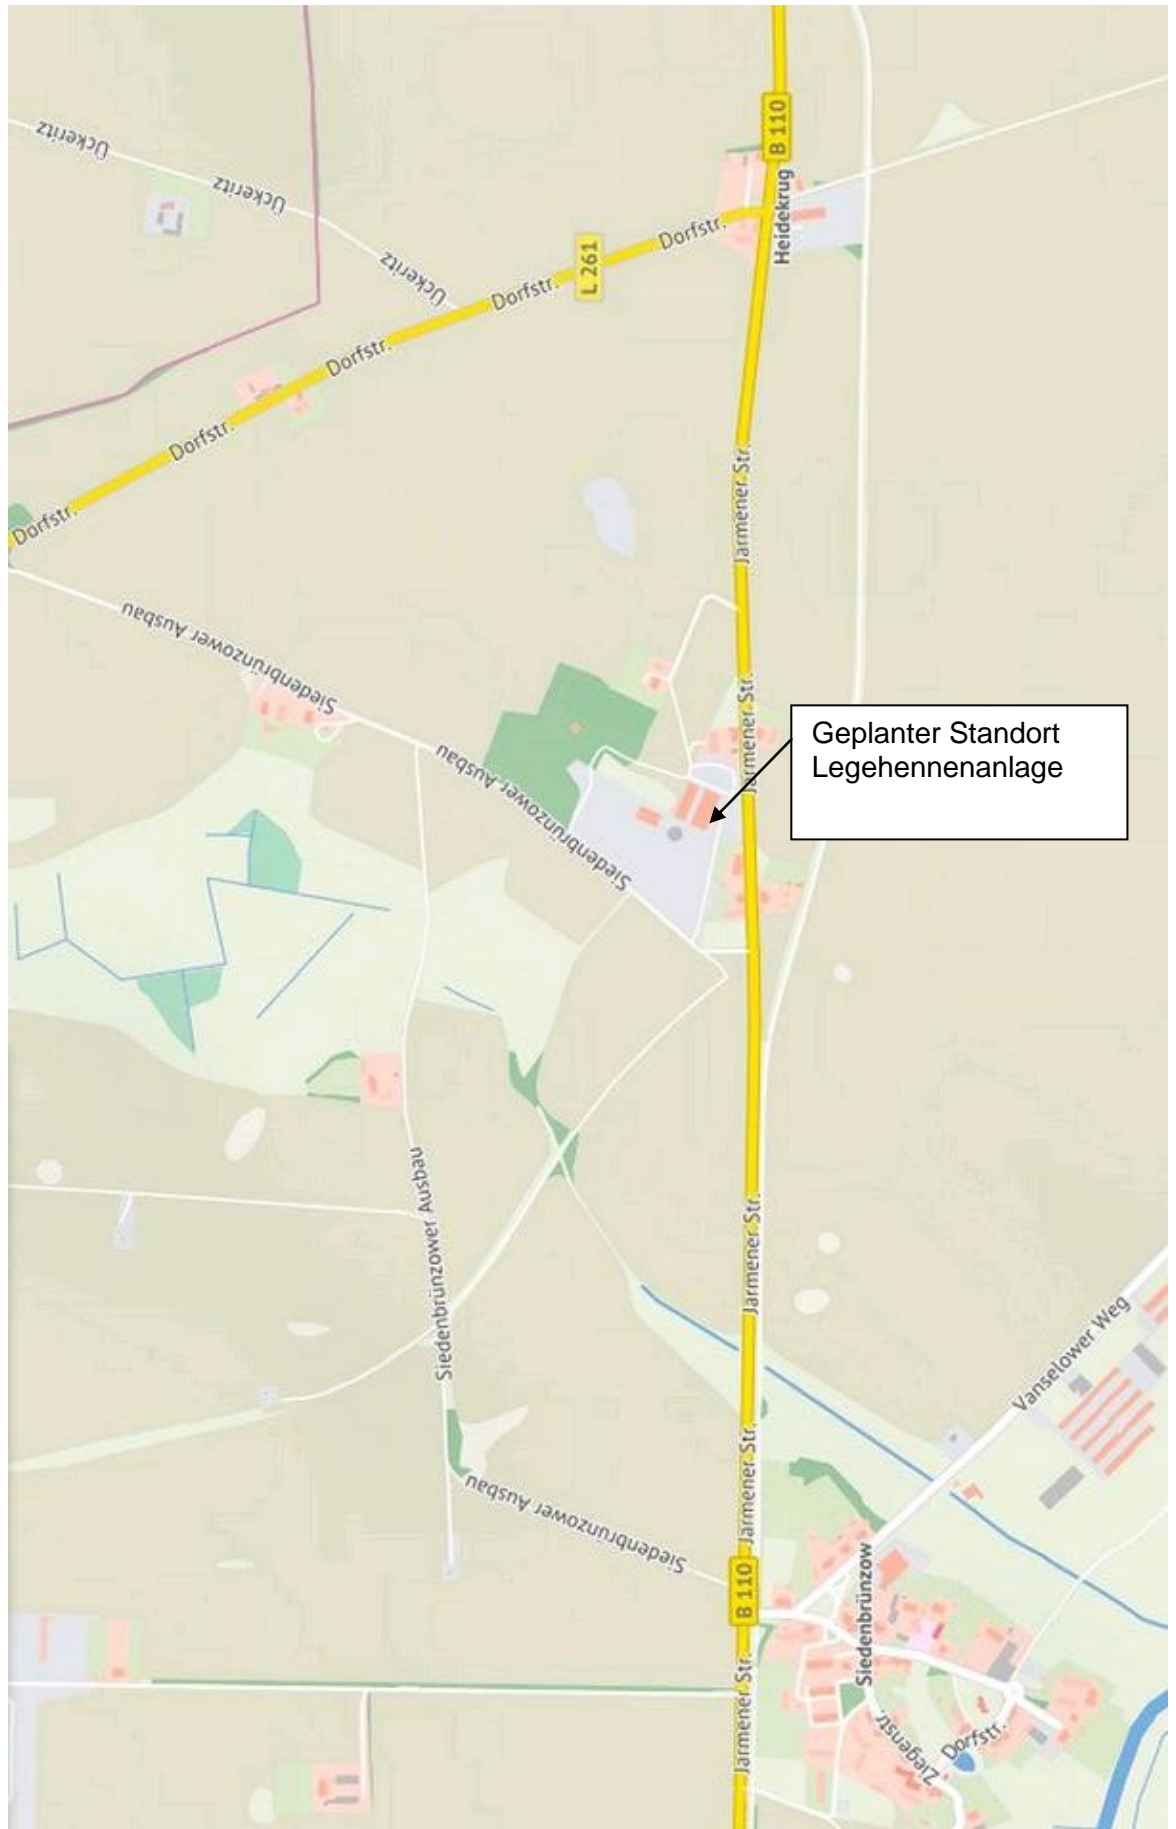 B 110
Ückeritz
Ückeritz
Ückeritz
Heidekrug
Dorfstr.
L 261
Dorfstr.
Dorfstr.
Dorfstr.
Dorfstr.
Jarmener Str.
Siedenbrünzower Ausbau
Jarmener Str.
Geplanter Standort
Legehennenanlage
Siedenbrünzower Ausbau
Siedenbrünzower Ausbau
Jarmener Str.
Vanselower Weg
Jarmener Str.
Siedenbrünzower Ausbau
B 110
Siedenbrünzow
Jarmener Str.
Ziegenstr.
Dorfstr.